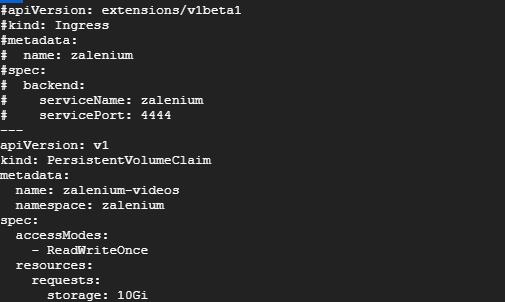 #apiVersion: extensions/v1beta1
#kind: Ingress
#metadata:
#  name: zalenium
#spec:
#  backend:
#    serviceName: zalenium
#    servicePort: 4444
---
apiVersion: v1
kind: PersistentVolumeClaim
metadata:
  name: zalenium-videos
  namespace: zalenium
spec:
  accessModes:
    - ReadWriteOnce
  resources:
    requests:
      storage: 10Gi